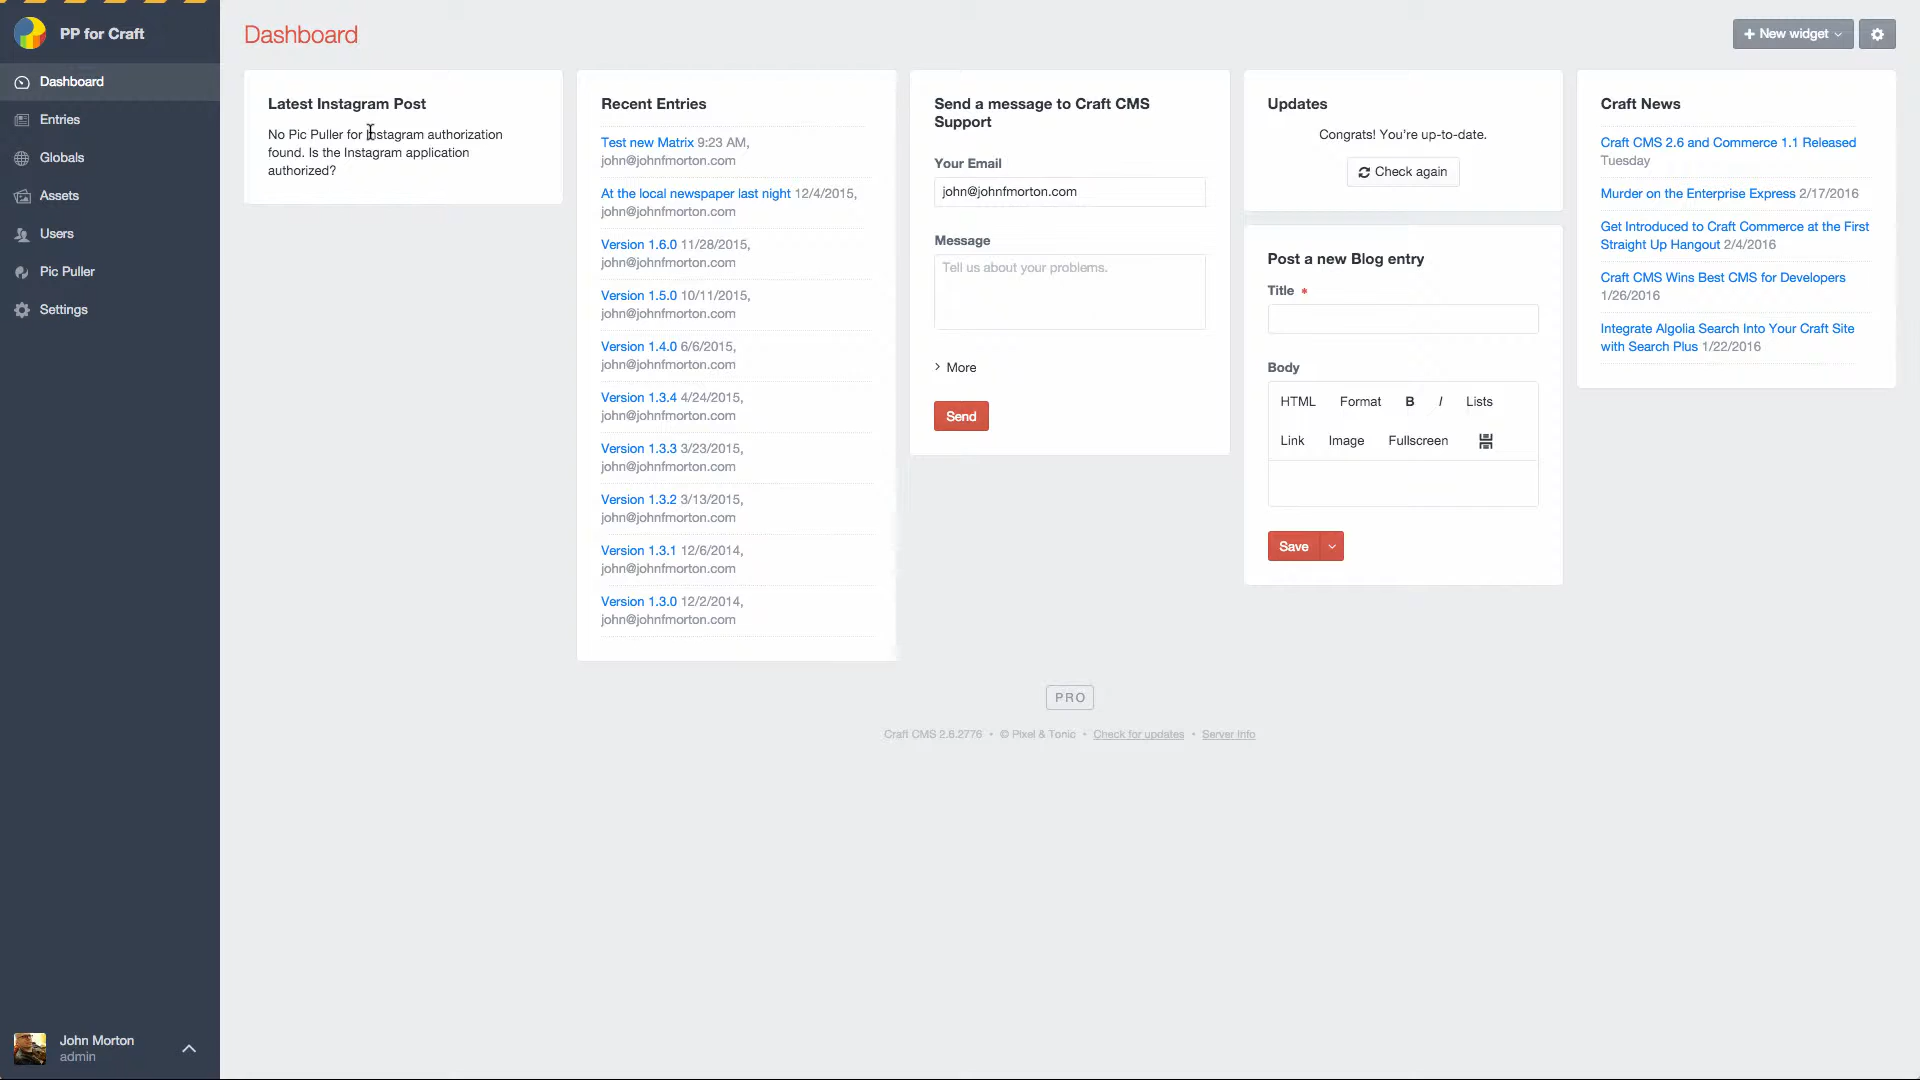 PP for Craft
Dashboard
Entries
Globals
Assets
Users
Pic Puller
Settings
John Morton
admin
Dashboard
New widget
Latest Instagram Post
No Pic Puller for Instagram authorization
found. Is the Instagram application
authorized?
Recent Entries
Test new Matrix 9:23 AM,
john@johnfmorton.com
At the local newspaper last night 12/4/2015,
john@johnfmorton.com
Version 1.6.0 11/28/2015,
john@johnfmorton.com
Version 1.5.0 10/11/2015,
john@johnfmorton.com
Version 1.4.0 6/6/2015,
john@johnfmorton.com
Version 1.3.4 4/24/2015,
john@johnfmorton.com
Version 1.3.3 3/23/2015,
john@johnfmorton.com
Version 1.3.2 3/13/2015,
john@johnfmorton.com
Version 1.3.1 12/6/2014,
john@johnfmorton.com
Version 1.3.0 12/2/2014,
john@johnfmorton.com
Send a message to Craft CMS
Support
Your Email
john@johnfmorton.com
Message
Tell us about your problems.
More
Send
Updates
Congrats! You’re up-to-date.
Check again
Post a new Blog entry
Title *
Body
HTML Format B I Lists
Link Image Fullscreen
Save
Craft News
Craft CMS 2.6 and Commerce 1.1 Released
Tuesday
Murder on the Enterprise Express 2/17/2016
Get Introduced to Craft Commerce at the First
Straight Up Hangout 2/4/2016
Craft CMS Wins Best CMS for Developers
1/26/2016
Integrate Algolia Search Into Your Craft Site
with Search Plus 1/22/2016
PRO
Craft CMS 2.6.2776 • © Pixel & Tonic • Check for updates • Server Info